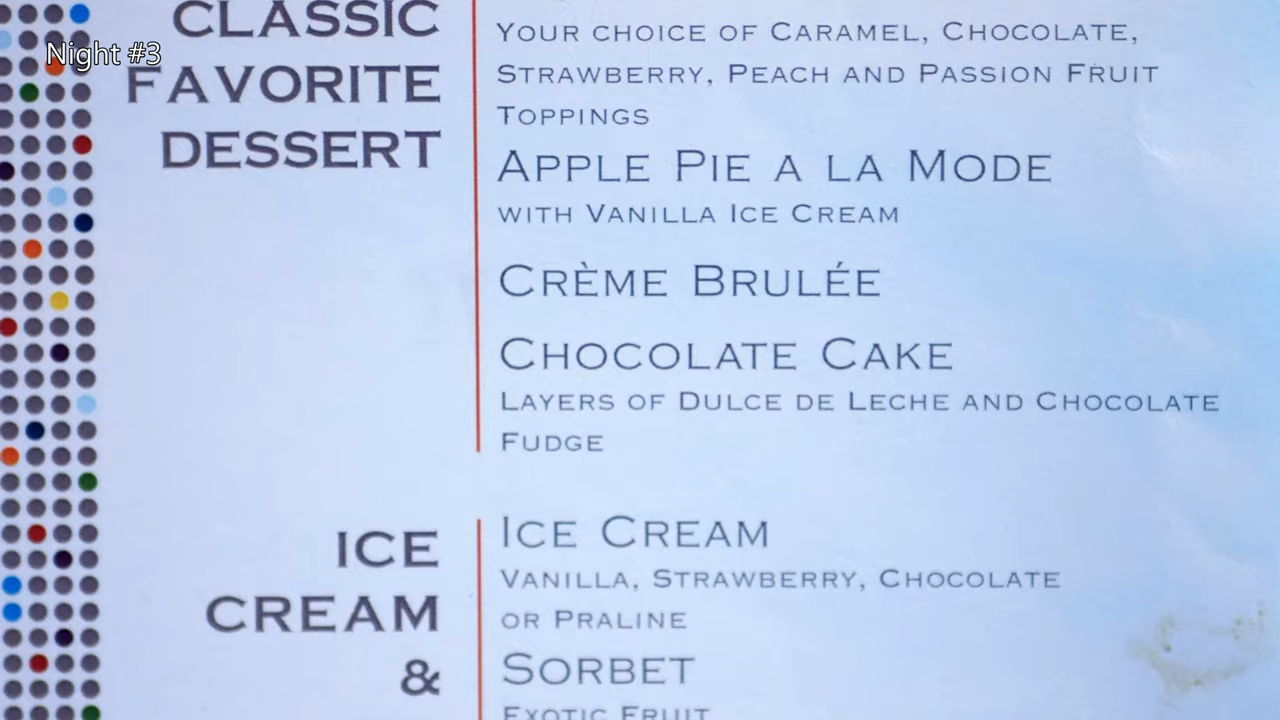 Night #3
CLASSIC
FAVORITE
DESSERT
YOUR CHOICE OF CARAMEL, CHOCOLATE,
STRAWBERRY, PEACH AND PASSION FRUIT
TOPPINGS
APPLE PIE A LA MODE
WITH VANILLA ICE CREAM
CRÈME BRULÉE
CHOCOLATE CAKE
LAYERS OF DULCE DE LECHE AND CHOCOLATE
FUDGE
ICE
CREAM
&
ICE CREAM
VANILLA, STRAWBERRY, CHOCOLATE
OR PRALINE
SORBET
EXOTIC FRUIT